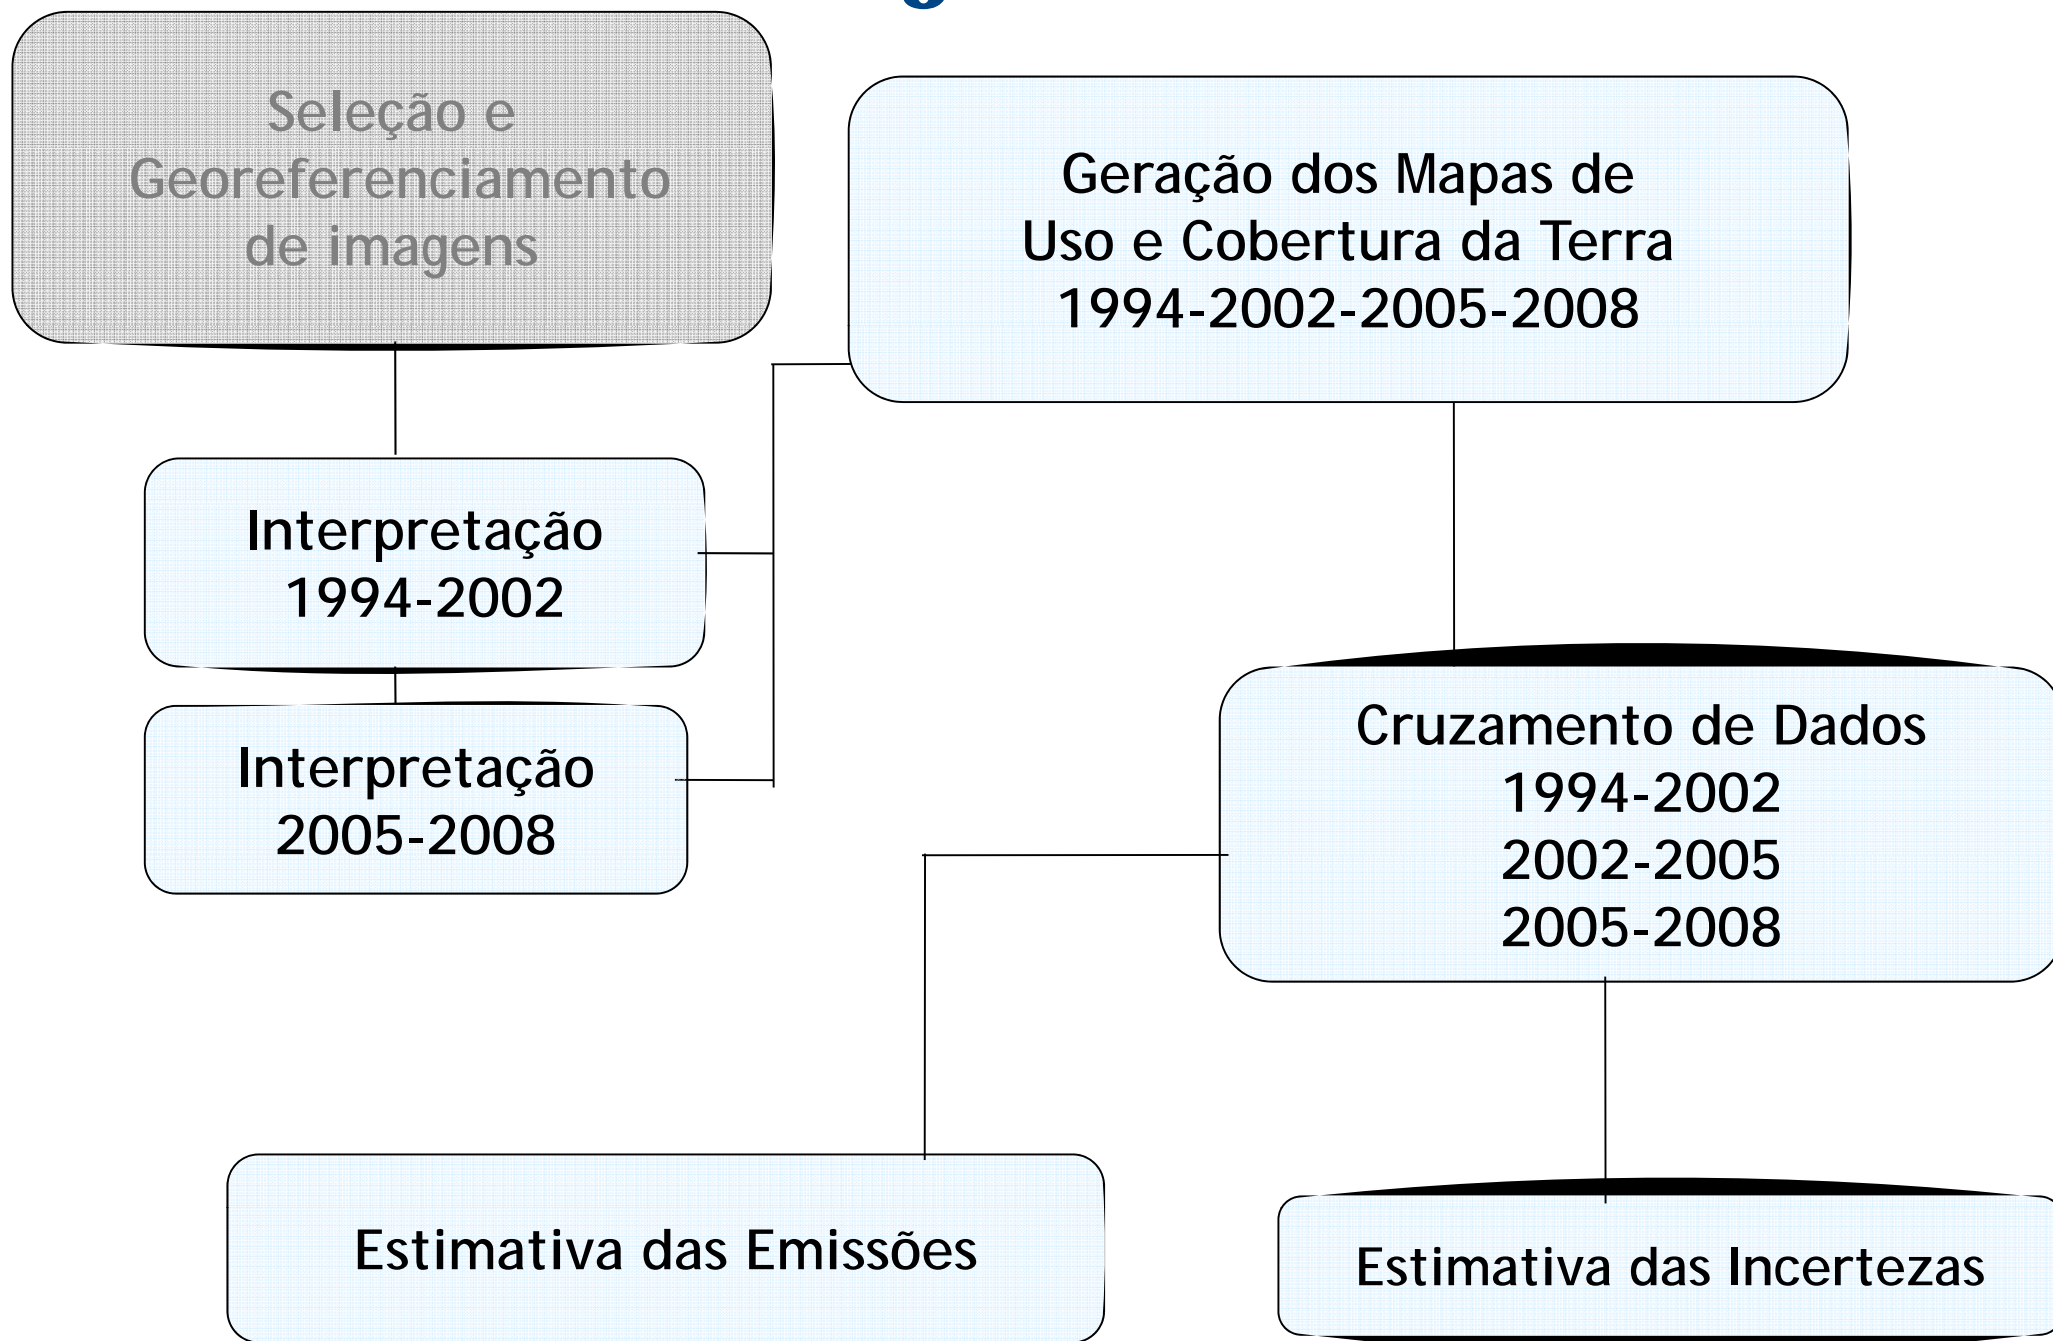 Seleção e
Georeferenciamento
de imagens
Geração dos Mapas de
Uso e Cobertura da Terra
1994-2002-2005-2008
Interpretação
1994-2002
Interpretação
2005-2008
Cruzamento de Dados
1994-2002
2002-2005
2005-2008
Estimativa das Emissões
Estimativa das Incertezas